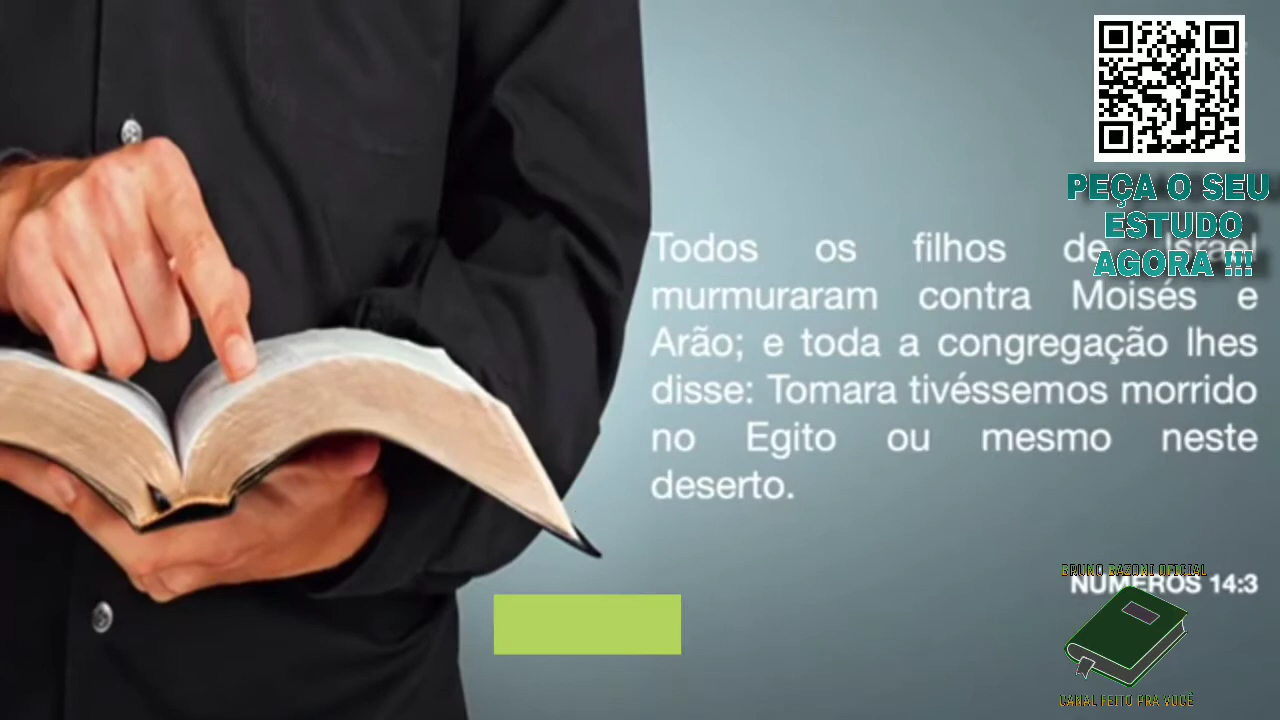 PEÇA O SEU
ESTUDO
AGORA !!!
Todos os filhos de Israel
murmuraram contra Moisés e
Arão; e toda a congregação lhes
disse: Tomara tivéssemos morrido
no Egito ou mesmo neste
deserto.
BRUNO BAZONI OFICIAL
NÚMEROS 14:3
CANAL FEITO PRA VOCÊ